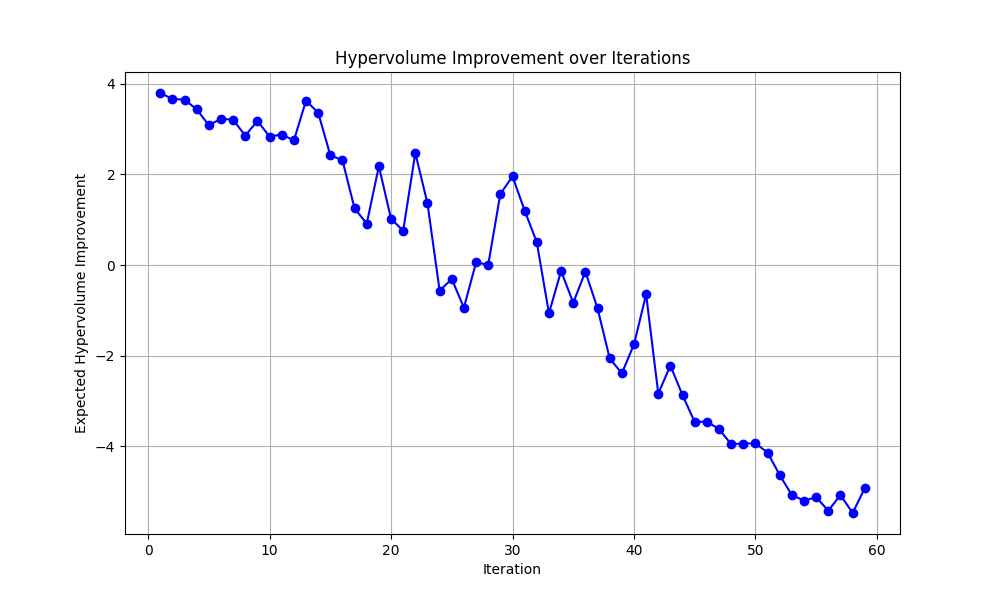 Hypervolume Improvement over Iterations
Expected Hypervolume Improvement
4
2
0
−2
−4
0 10 20 30 40 50 60
Iteration